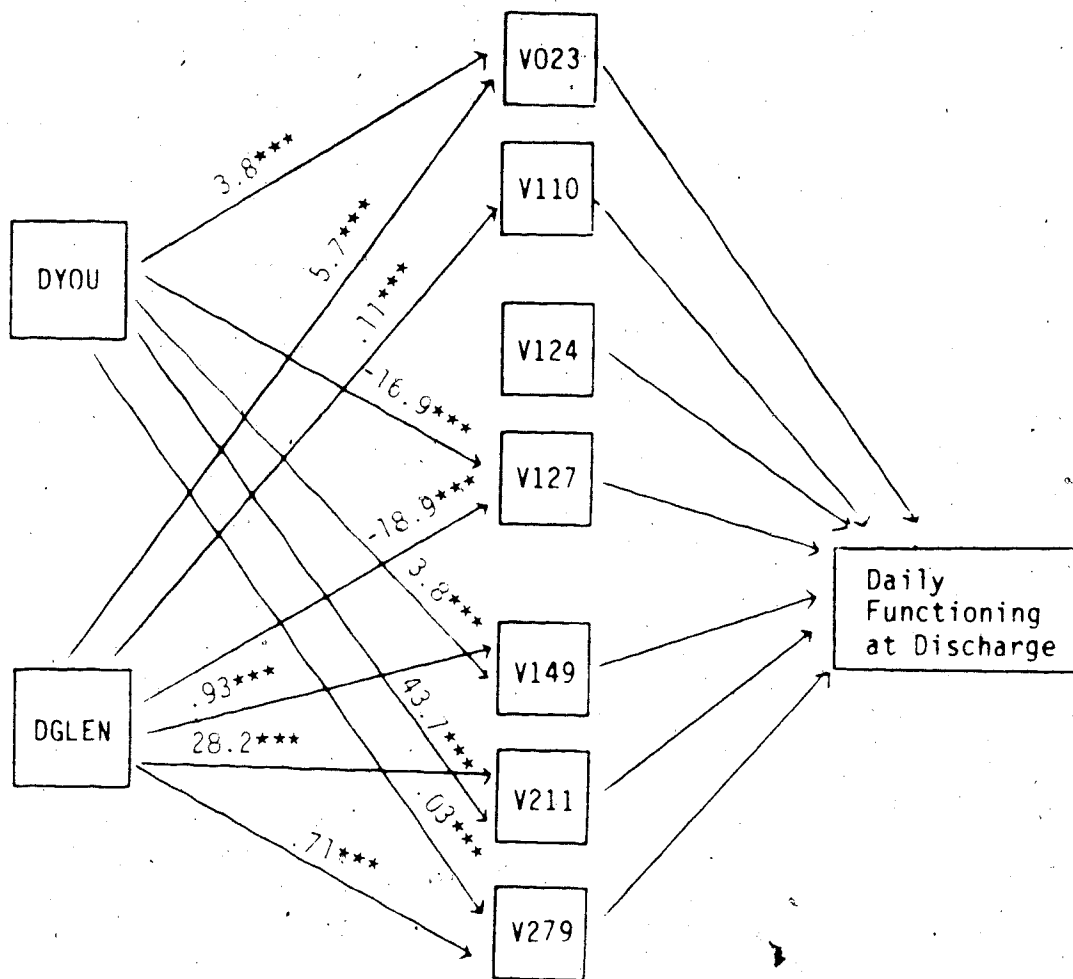 V023
3.8***
V110
5.7***
.11***
DYOU
V124
-16.9***
V127
-18.9***
3.8***
Daily
Functioning
at Discharge
V149
.93***
43.7***
DGLEN
28.2***
V211
.03***
.71***
V279